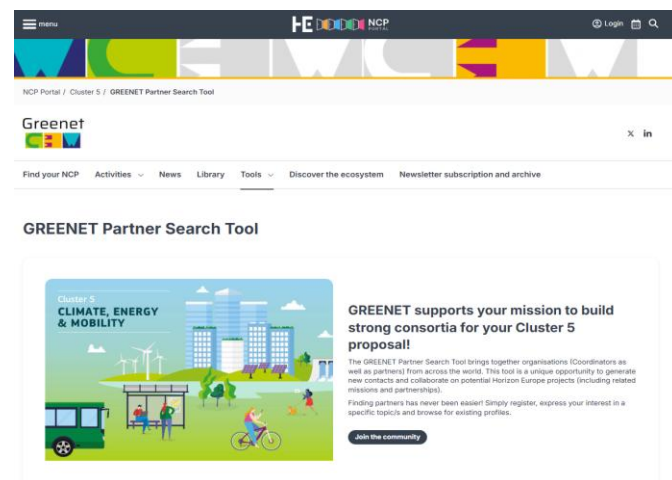 menu
HE NCP
PORTAL
Login
NCP Portal / Cluster 5 / GREENET Partner Search Tool
Greenet
CEM
Find your NCP Activities News Library Tools Discover the ecosystem Newsletter subscription and archive
GREENET Partner Search Tool
Cluster 5
CLIMATE, ENERGY
& MOBILITY
GREENET supports your mission to build
strong consortia for your Cluster 5
proposal!
The GREENET Partner Search Tool brings together organisations (Coordinators as
well as partners) from across the world. This tool is a unique opportunity to generate
new contacts and collaborate on potential Horizon Europe projects (including related
missions and partnerships).
Finding partners has never been easier! Simply register, express your interest in a
specific topic/s and browse for existing profiles.
Join the community